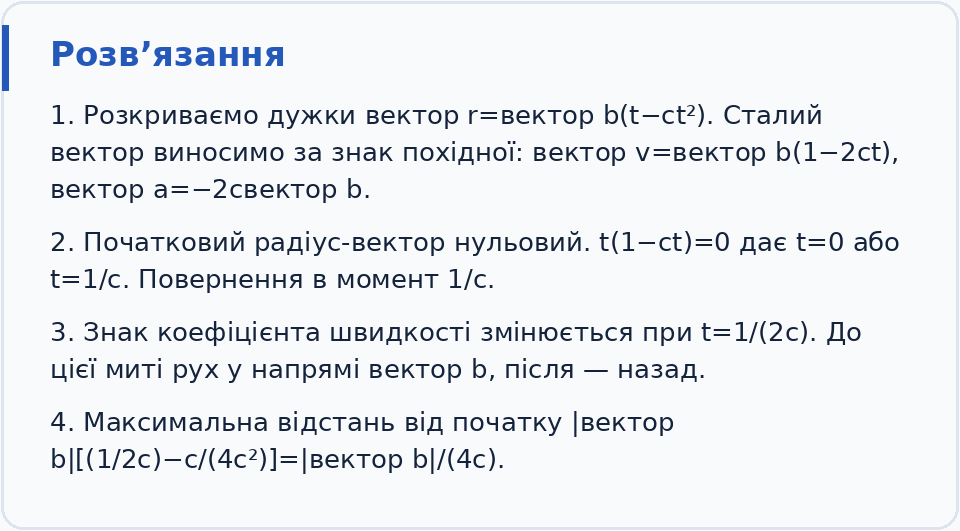 Розв’язання
1. Розкриваємо дужки вектор r=вектор b(t−ct²). Сталий
вектор виносимо за знак похідної: вектор v=вектор b(1−2ct),
вектор a=−2cвектор b.
2. Початковий радіус-вектор нульовий. t(1−ct)=0 дає t=0 або
t=1/c. Повернення в момент 1/c.
3. Знак коефіцієнта швидкості змінюється при t=1/(2c). До
цієї миті рух у напрямі вектор b, після — назад.
4. Максимальна відстань від початку |вектор
b|[(1/2c)−c/(4c²)]=|вектор b|/(4c).